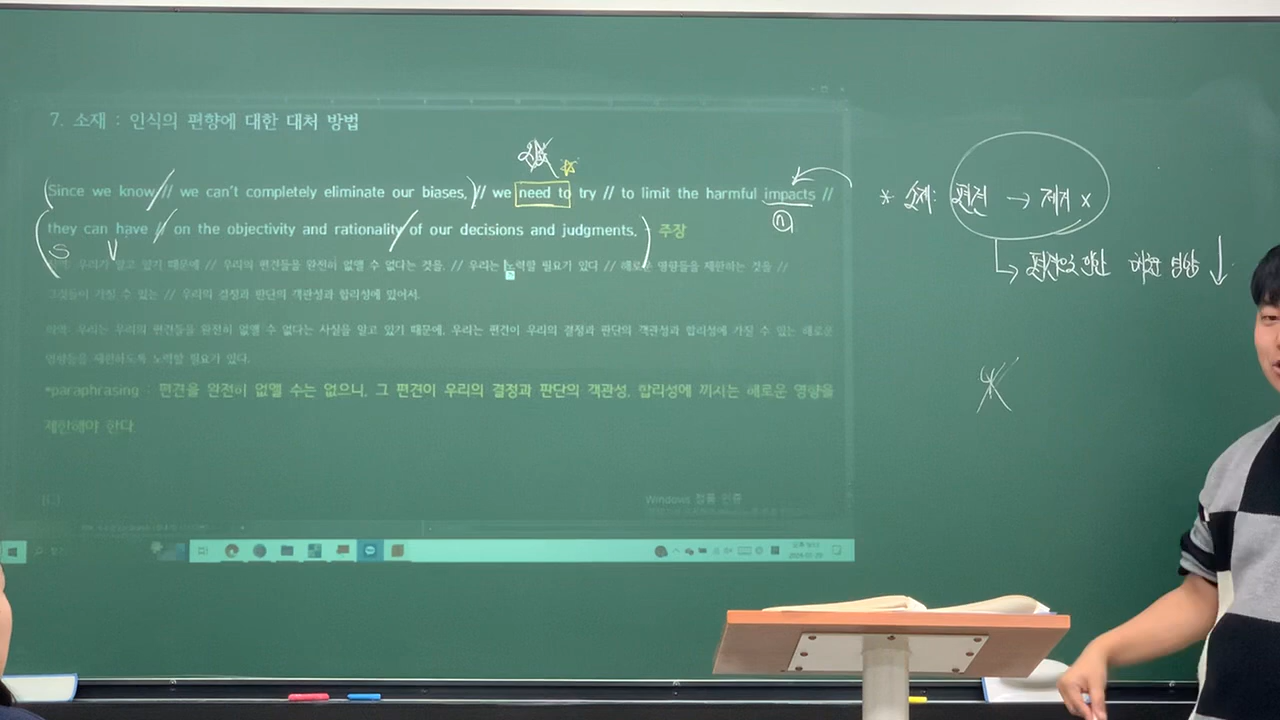 7. 소재 : 인식의 편향에 대한 대처 방법
Since we know // we can't completely eliminate our biases, // we need to try // to limit the harmful impacts //
ⓝ
they can have // on the objectivity and rationality of our decisions and judgments. 주장
S V
우리가 알고 있기 때문에 // 우리의 편견들을 완전히 없앨 수 없다는 것을, // 우리는 노력할 필요가 있다 // 해로운 영향들을 제한하는 것을 //
그것들이 가질 수 있는 // 우리의 결정과 판단의 객관성과 합리성에 있어서.
의역: 우리는 우리의 편견들을 완전히 없앨 수 없다는 사실을 알고 있기 때문에, 우리는 편견이 우리의 결정과 판단의 객관성과 합리성에 가질 수 있는 해로운
영향들을 제한하도록 노력할 필요가 있다.
*paraphrasing : 편견을 완전히 없앨 수는 없으니, 그 편견이 우리의 결정과 판단의 객관성, 합리성에 끼치는 해로운 영향을
제한해야 한다.
Windows 정품 인증
* 소재: 편견 → 제거 x
↳ 편견으로 인한 해로운 영향 ↓